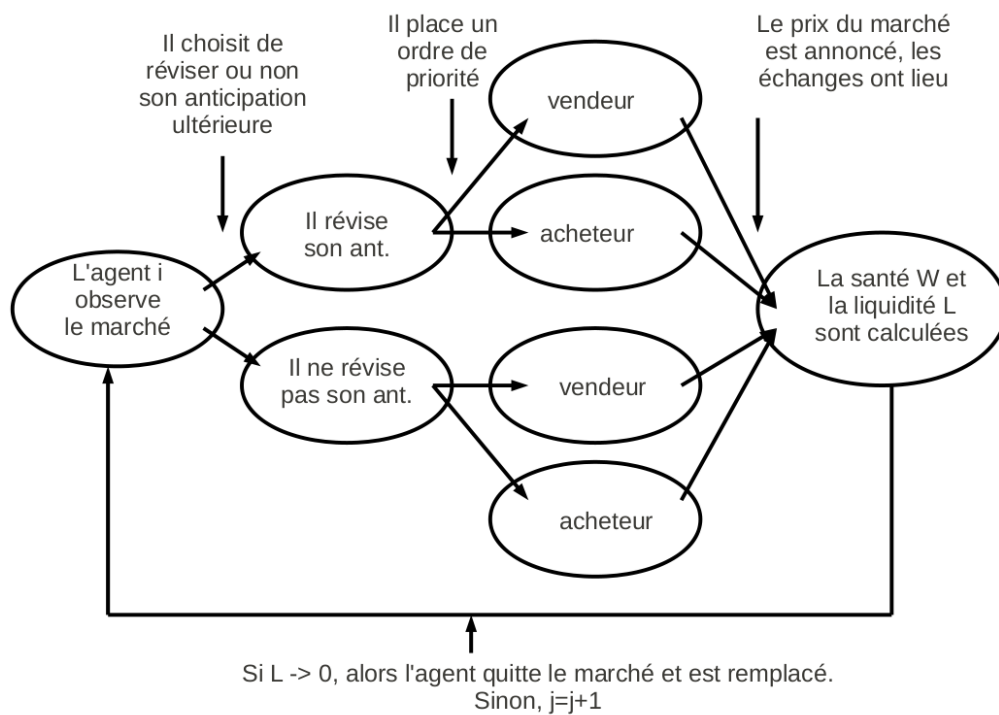 Il choisit de
réviser ou non
son anticipation
ultérieure
Il place un
ordre de
priorité
Le prix du marché
est annoncé, les
échanges ont lieu
L'agent i
observe
le marché
Il révise
son ant.
Il ne révise
pas son ant.
vendeur
acheteur
vendeur
acheteur
La santé W et
la liquidité L
sont calculées
Si L -> 0, alors l'agent quitte le marché et est remplacé.
Sinon, j=j+1